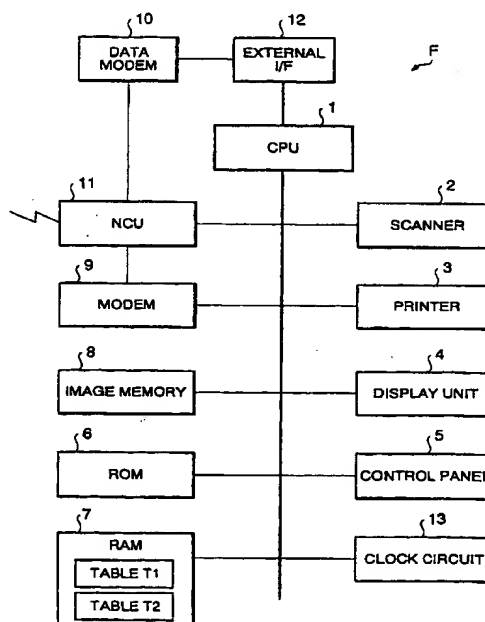 10
DATA
MODEM
12
EXTERNAL
I/F
F
1
CPU
11
NCU
2
SCANNER
9
MODEM
3
PRINTER
8
IMAGE MEMORY
4
DISPLAY UNIT
6
ROM
5
CONTROL PANEL
7
RAM
TABLE T1
TABLE T2
13
CLOCK CIRCUIT